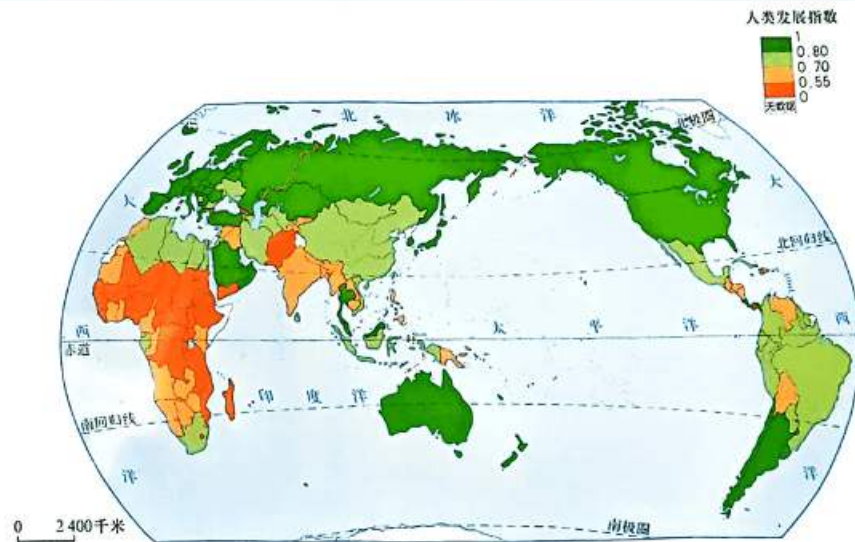 人类发展指数
1
0.80
0.70
0.55
0
无数据
北 冰 洋
北极圈
大
大
北回归线
西
赤道
太 平 洋
西
印 度 洋
南回归线
洋
洋
南极圈
0 2 400千米